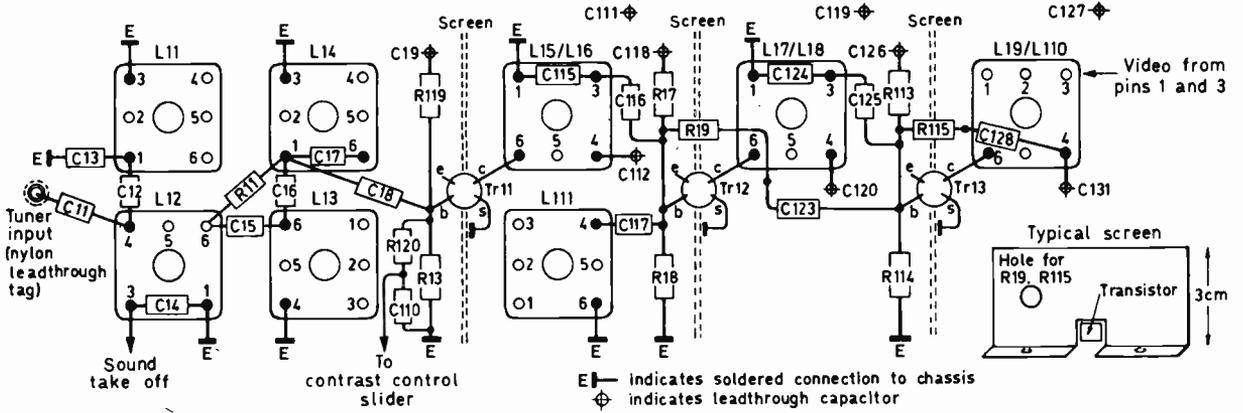 C111
C119
C127
Screen
Screen
Screen
E
E
E
E
L11
L14
C19
L15/L16
C118
L17/L18
C126
L19/L110
3
4
3
4
1
C115
3
1
C124
3
1
2
3
Video from
pins 1 and 3
R119
C116
R17
C125
R113
2
5
2
5
R19
R115
C128
E
C13
1
6
1
C17
6
6
5
4
6
5
4
6
4
C12
R11
C16
C18
e
c
Tr11
b
s
C112
e
c
Tr12
b
s
C120
e
c
Tr13
b
s
C131
C11
Tuner
input
(nylon
leadthrough
tag)
L12
4
5
6
C15
L13
6
1
L111
3
4
C117
C123
Typical screen
Hole for
R19, R115
Transistor
3cm
R120
R13
5
2
2
5
R18
R114
3
C14
1
4
3
C110
1
6
E
E
E
E
E
E
Sound
take off
To
contrast control
slider
E indicates soldered connection to chassis
indicates leadthrough capacitor